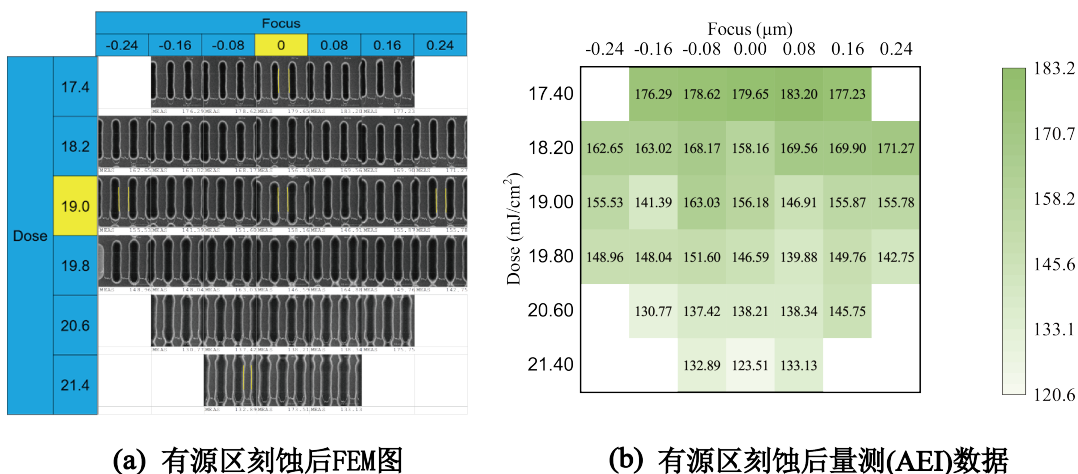 Focus
-0.24 -0.16 -0.08 0 0.08 0.16 0.24
Dose
17.4
18.2
19.0
19.8
20.6
21.4
(a) 有源区刻蚀后FEM图
Focus (μm)
-0.24 -0.16 -0.08 0.00 0.08 0.16 0.24
Dose (mJ/cm²)
17.40 176.29 178.62 179.65 183.20 177.23
18.20 162.65 163.02 168.17 158.16 169.56 169.90 171.27
19.00 155.53 141.39 163.03 156.18 146.91 155.87 155.78
19.80 148.96 148.04 151.60 146.59 139.88 149.76 142.75
20.60 130.77 137.42 138.21 138.34 145.75
21.40 132.89 123.51 133.13
183.2
170.7
158.2
145.6
133.1
120.6
(b) 有源区刻蚀后量测(AEI)数据